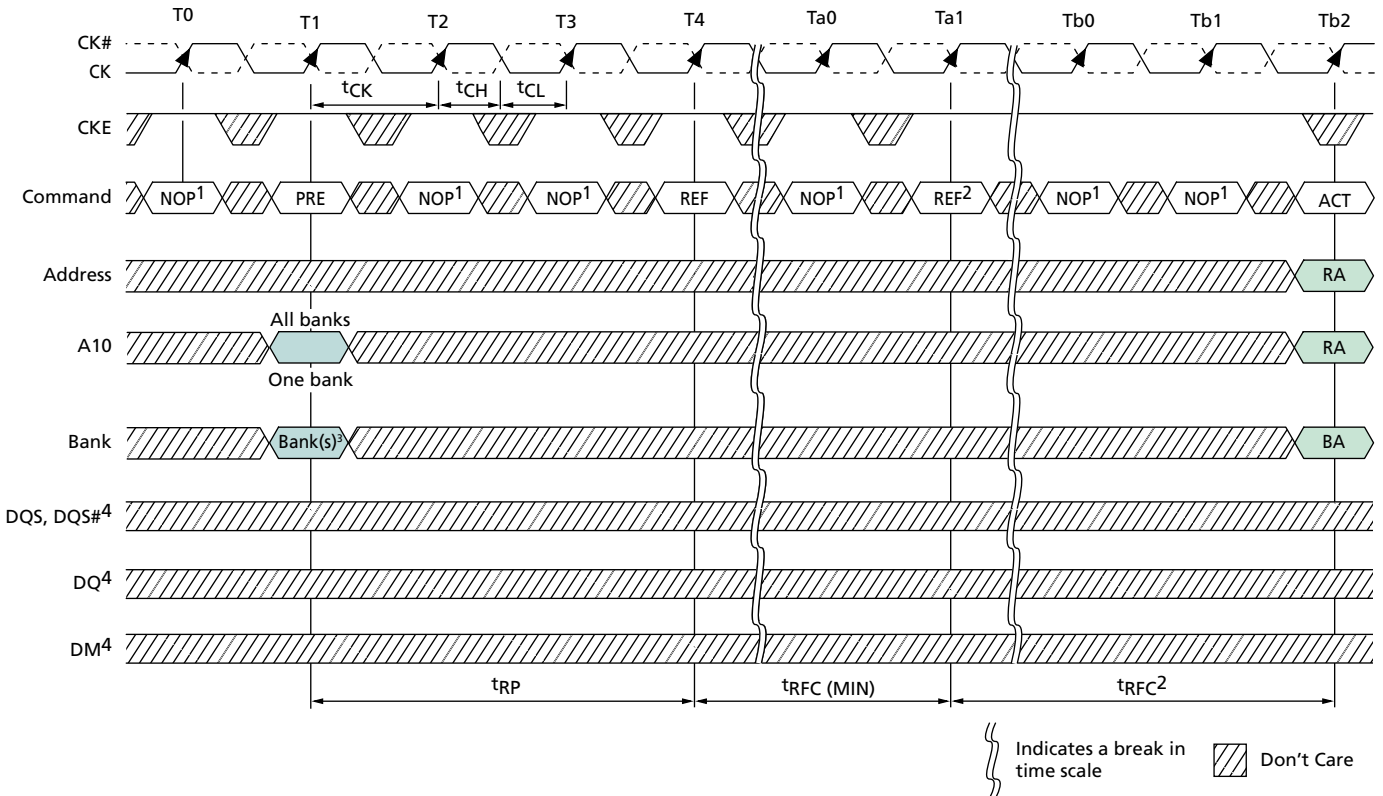 T0 T1 T2 T3 T4 Ta0 Ta1 Tb0 Tb1 Tb2
CK#
CK
tCK tCH tCL
CKE
Command NOP1 PRE NOP1 NOP1 REF NOP1 REF2 NOP1 NOP1 ACT
Address RA
All banks
A10 RA
One bank
Bank Bank(s)3 BA
DQS, DQS#4
DQ4
DM4
tRP tRFC (MIN) tRFC2
Indicates a break in
time scale
Don't Care